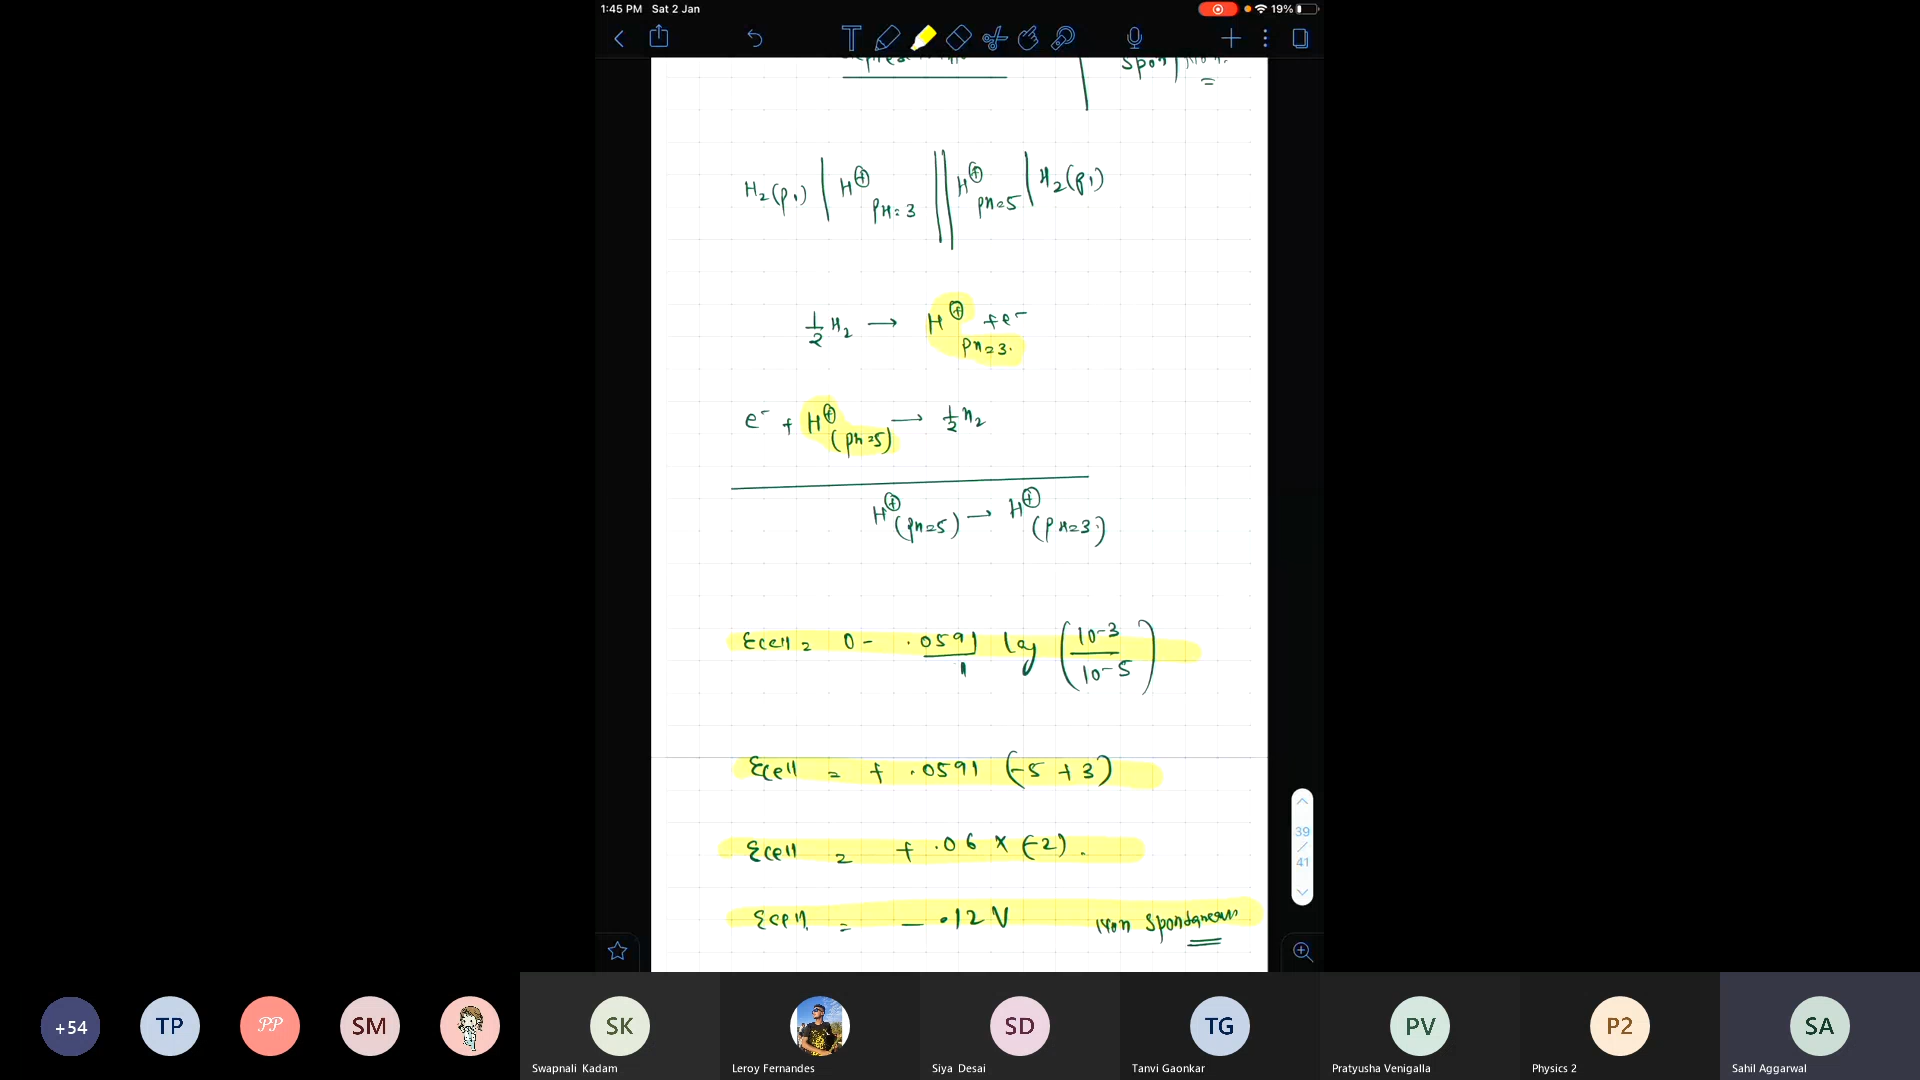 1:45 PM Sat 2 Jan
19%
H₂(p₁) | H⊕ pH=3 || H⊕ pH=5 | H₂(p₁)
1/2 H₂ → H⊕ + e⁻
pH=3.
e⁻ + H⊕ (pH=5) → 1/2 H₂
H⊕ (pH=5) → H⊕ (pH=3)
Ecell = 0 - .0591/1 log (10-3/10-5)
Ecell = + .0591 (-5 + 3)
Ecell = + .06 × (-2).
Ecell = - .12 V Non Spontaneous
39
/
41
+54
TP
PP
SM
SK
SD
TG
PV
P2
SA
Swapnali Kadam
Leroy Fernandes
Siya Desai
Tanvi Gaonkar
Pratyusha Venigalla
Physics 2
Sahil Aggarwal